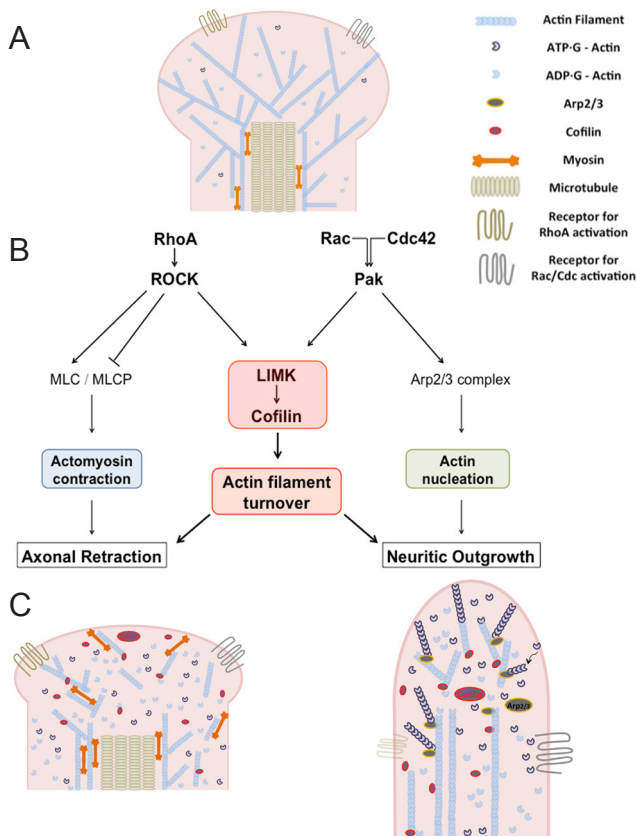 A
Actin Filament
ATP·G - Actin
ADP·G - Actin
Arp2/3
Cofilin
Myosin
Microtubule
Receptor for
RhoA activation
Receptor for
Rac/Cdc activation
B
RhoA
ROCK
Rac
Cdc42
Pak
MLC / MLCP
LIMK
Cofilin
Arp2/3 complex
Actomyosin
contraction
Actin filament
turnover
Actin
nucleation
Axonal Retraction
Neuritic Outgrowth
C
Arp2/3